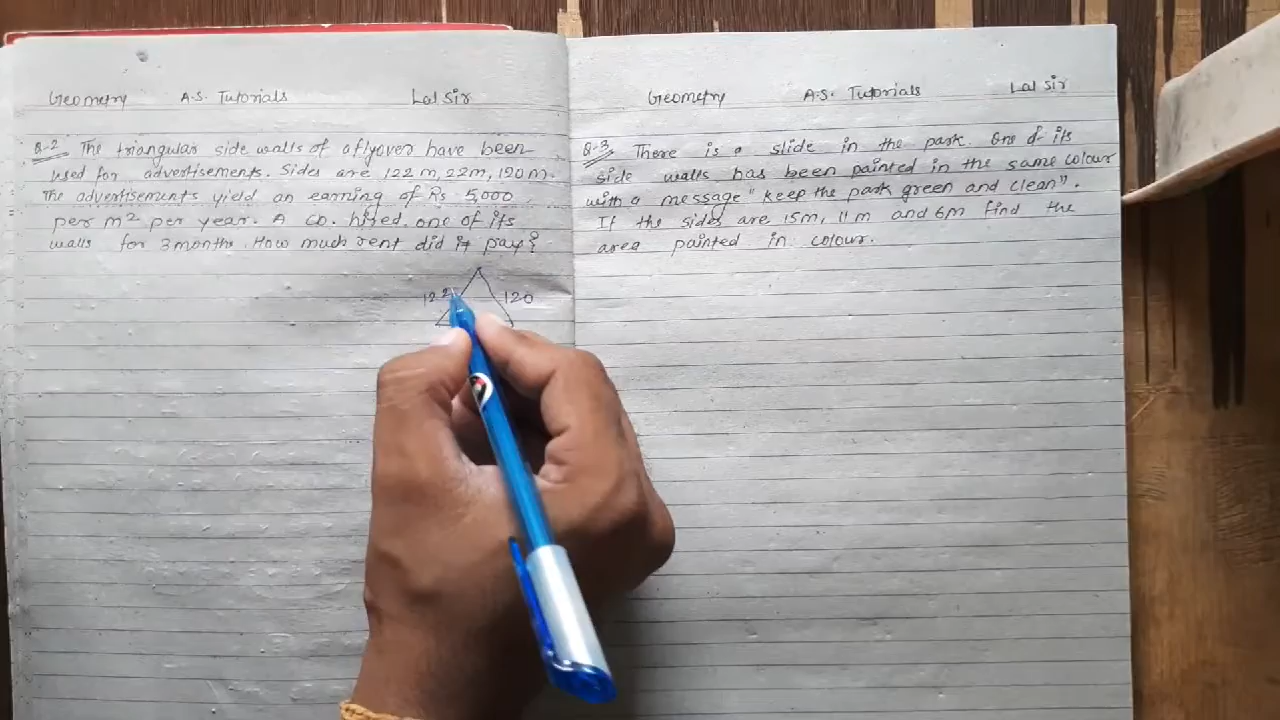 Geometry A.S. Tutorials Lal Sir
Q-2 The triangular side walls of a flyover have been
used for advertisements. Sides are 122 m, 22m, 120 m.
The advertisements yield an earning of Rs 5,000
per m² per year. A co. hired one of its
walls for 3 months. How much rent did it pay?
122 120
Geometry A.S. Tutorials Lal Sir
Q-3 There is a slide in the park. One of its
side walls has been painted in the same colour
with a message "keep the park green and clean".
If the sides are 15m, 11 m and 6m find the
area painted in colour.